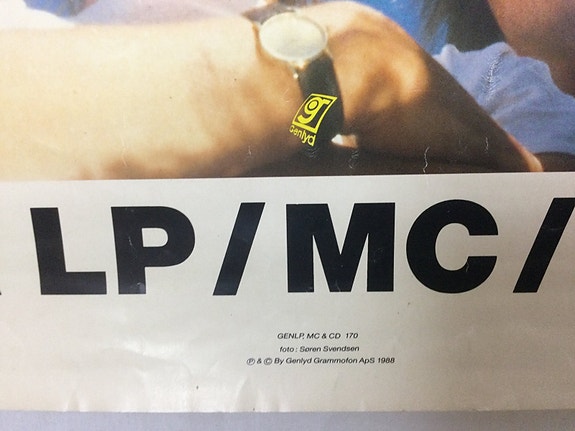 Genlyd
LP/MC/
GENLP, MC & CD 170
foto: Søren Svendsen
℗ & © By Genlyd Grammofon ApS 1988